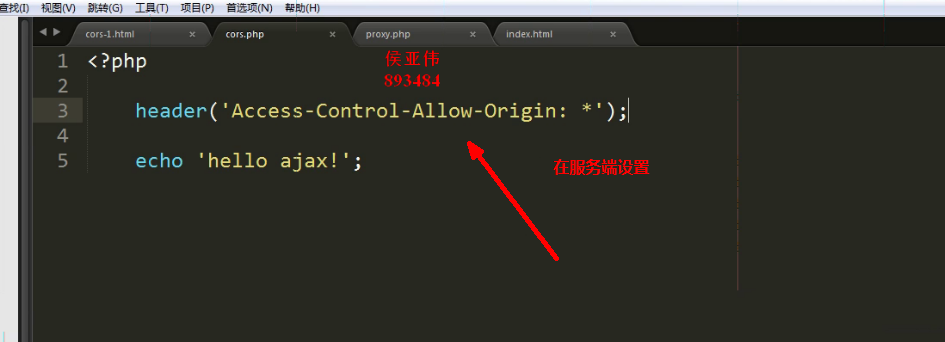 查找(I) 视图(V) 跳转(G) 工具(T) 项目(P) 首选项(N) 帮助(H)
cors-1.html × cors.php × proxy.php × index.html ×
1 <?php
侯亚伟
893484
2
3 header('Access-Control-Allow-Origin: *');
4
5 echo 'hello ajax!';
在服务端设置